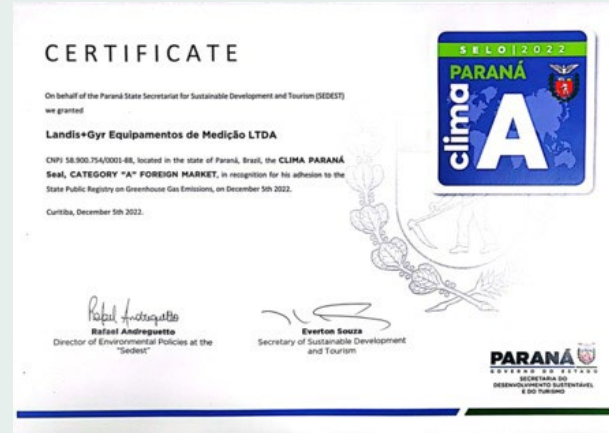 CERTIFICATE
On behalf of the Paraná State Secretariat for Sustainable Development and Tourism (SEDEST)
we granted
Landis+Gyr Equipamentos de Medição LTDA
CNPJ 58.900.754/0001-88, located in the state of Paraná, Brazil, the CLIMA PARANÁ
Seal, CATEGORY "A" FOREIGN MARKET, in recognition for his adhesion to the
State Public Registry on Greenhouse Gas Emissions, on December 5th 2022.
Curitiba, December 5th 2022.
SELO | 2022
PARANÁ
clima
A
Rafael Andreguetto
Rafael Andreguetto
Director of Environmental Policies at the
"Sedest"
Everton Souza
Secretary of Sustainable Development
and Tourism
PARANÁ
GOVERNO DO ESTADO
SECRETARIA DO
DESENVOLVIMENTO SUSTENTÁVEL
E DO TURISMO